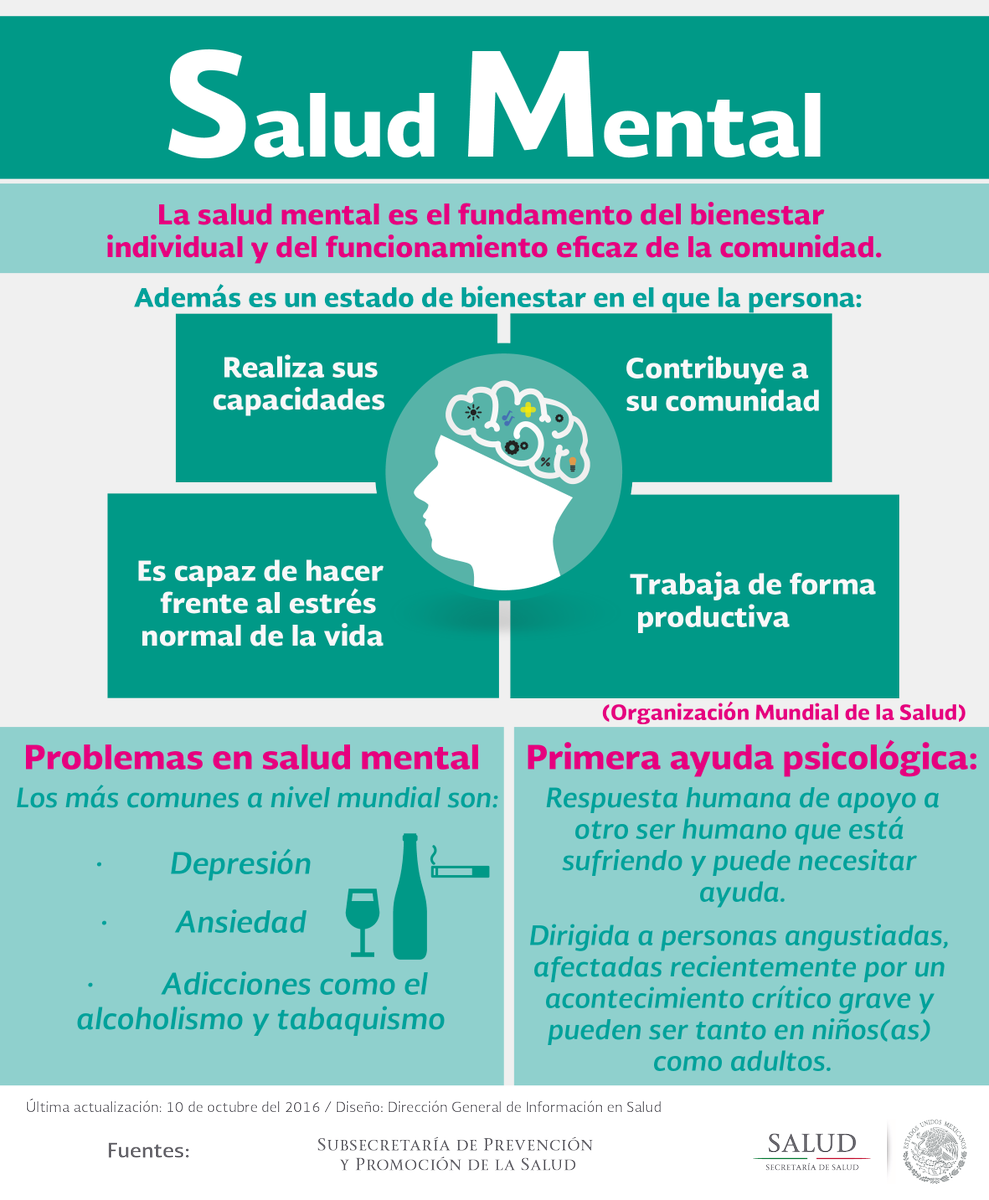 Salud Mental
La salud mental es el fundamento del bienestar
individual y del funcionamiento eficaz de la comunidad.
Además es un estado de bienestar en el que la persona:
Realiza sus
capacidades
Contribuye a
su comunidad
Es capaz de hacer
frente al estrés
normal de la vida
Trabaja de forma
productiva
(Organización Mundial de la Salud)
Problemas en salud mental
Los más comunes a nivel mundial son:
· Depresión
· Ansiedad
· Adicciones como el
alcoholismo y tabaquismo
Primera ayuda psicológica:
Respuesta humana de apoyo a
otro ser humano que está
sufriendo y puede necesitar
ayuda.
Dirigida a personas angustiadas,
afectadas recientemente por un
acontecimiento crítico grave y
pueden ser tanto en niños(as)
como adultos.
Última actualización: 10 de octubre del 2016 / Diseño: Dirección General de Información en Salud
Fuentes:
Subsecretaría de Prevención
y Promoción de la Salud
SALUD
SECRETARÍA DE SALUD
ESTADOS UNIDOS MEXICANOS